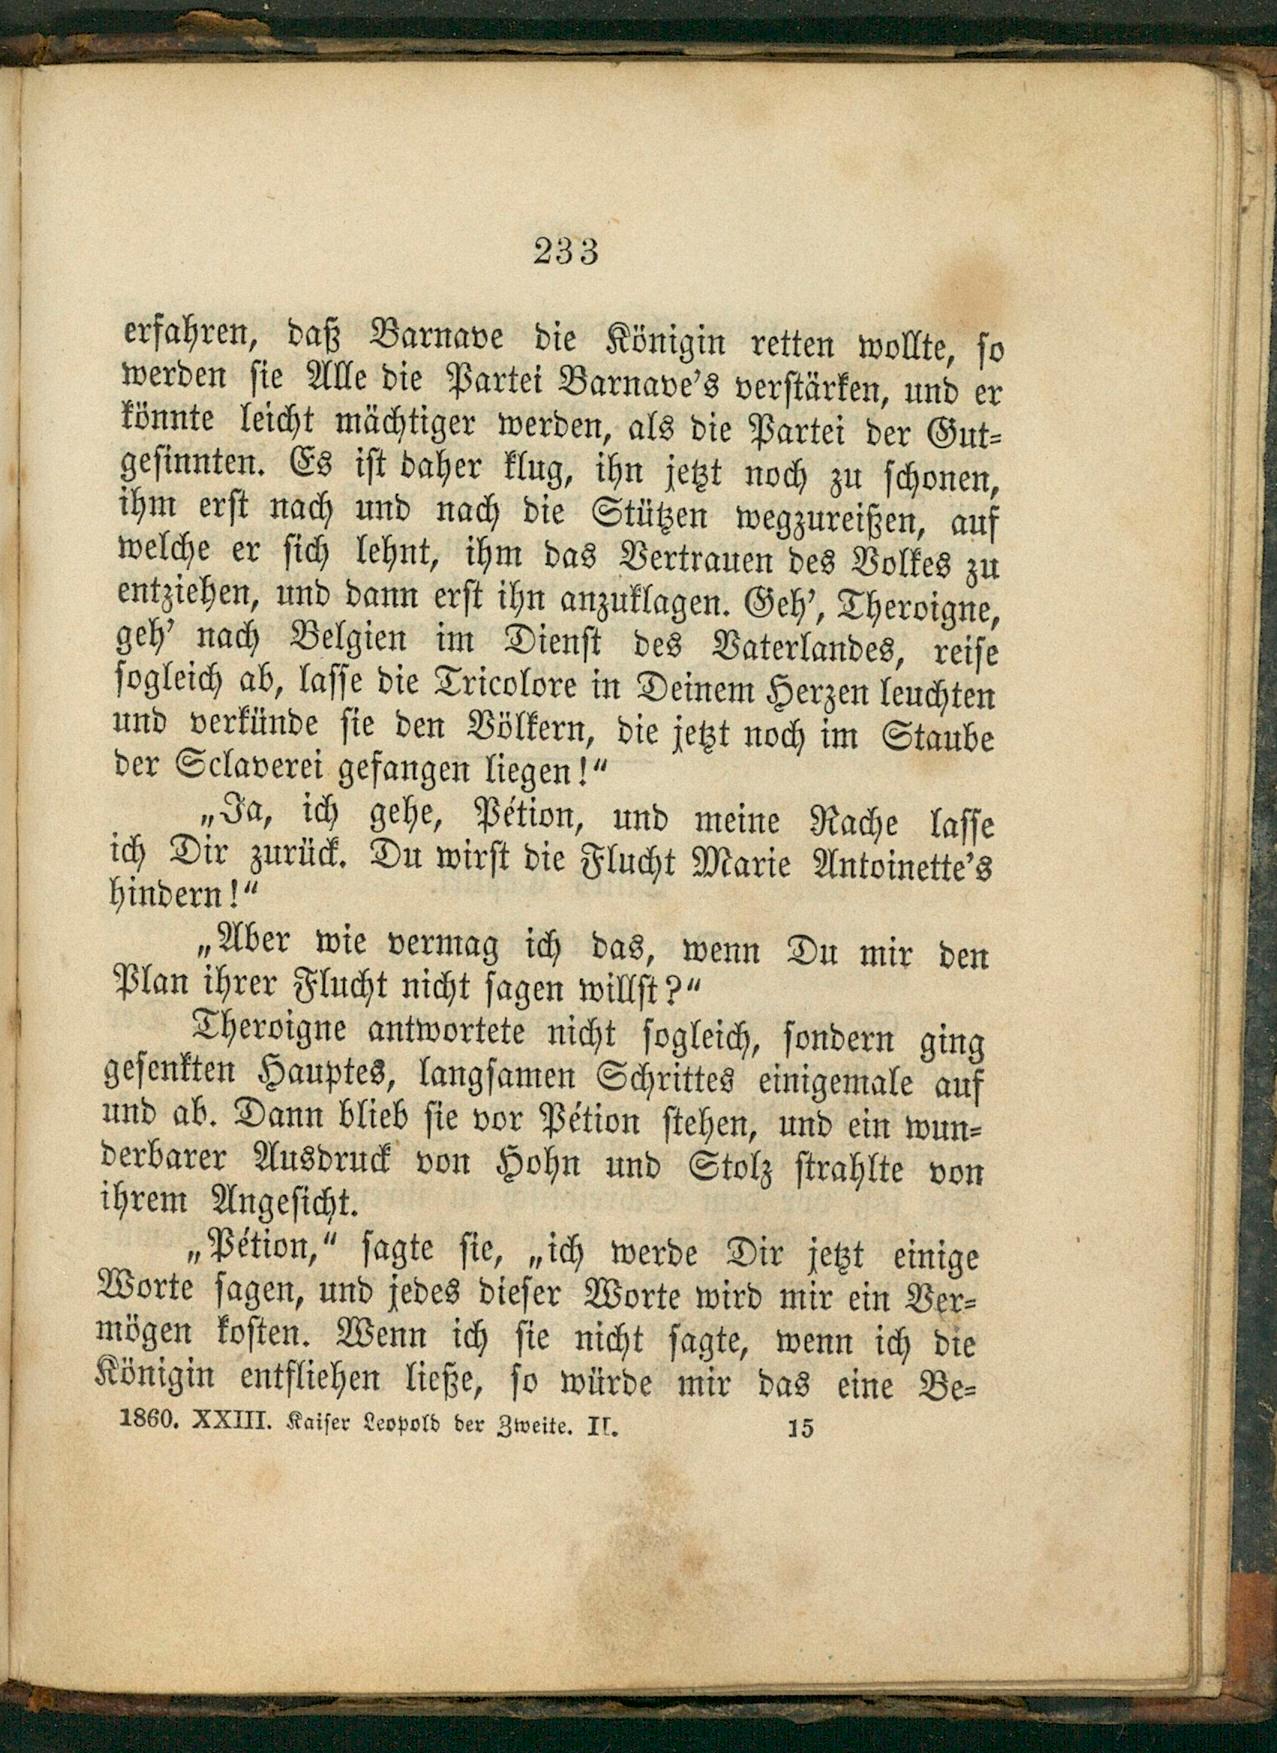 233
erfahren, daß Barnave die Königin retten wollte, so
werden sie Alle die Partei Barnave's verstärken, und er
könnte leicht mächtiger werden, als die Partei der Gut-
gesinnten. Es ist daher klug, ihn jetzt noch zu schonen,
ihm erst nach und nach die Stützen wegzureißen, auf
welche er sich lehnt, ihm das Vertrauen des Volkes zu
entziehen, und dann erst ihn anzuklagen. Geh', Theroigne,
geh' nach Belgien im Dienst des Vaterlandes, reise
sogleich ab, lasse die Tricolore in Deinem Herzen leuchten
und verkünde sie den Völkern, die jetzt noch im Staube
der Sclaverei gefangen liegen!“
„Ja, ich gehe, Pétion, und meine Rache lasse
ich Dir zurück. Du wirst die Flucht Marie Antoinette's
hindern!“
„Aber wie vermag ich das, wenn Du mir den
Plan ihrer Flucht nicht sagen willst?“
Theroigne antwortete nicht sogleich, sondern ging
gesenkten Hauptes, langsamen Schrittes einigemale auf
und ab. Dann blieb sie vor Pétion stehen, und ein wun-
derbarer Ausdruck von Hohn und Stolz strahlte von
ihrem Angesicht.
„Pétion,“ sagte sie, „ich werde Dir jetzt einige
Worte sagen, und jedes dieser Worte wird mir ein Ver-
mögen kosten. Wenn ich sie nicht sagte, wenn ich die
Königin entfliehen ließe, so würde mir das eine Be-
1860. XXIII. Kaiser Leopold der Zweite. II. 15